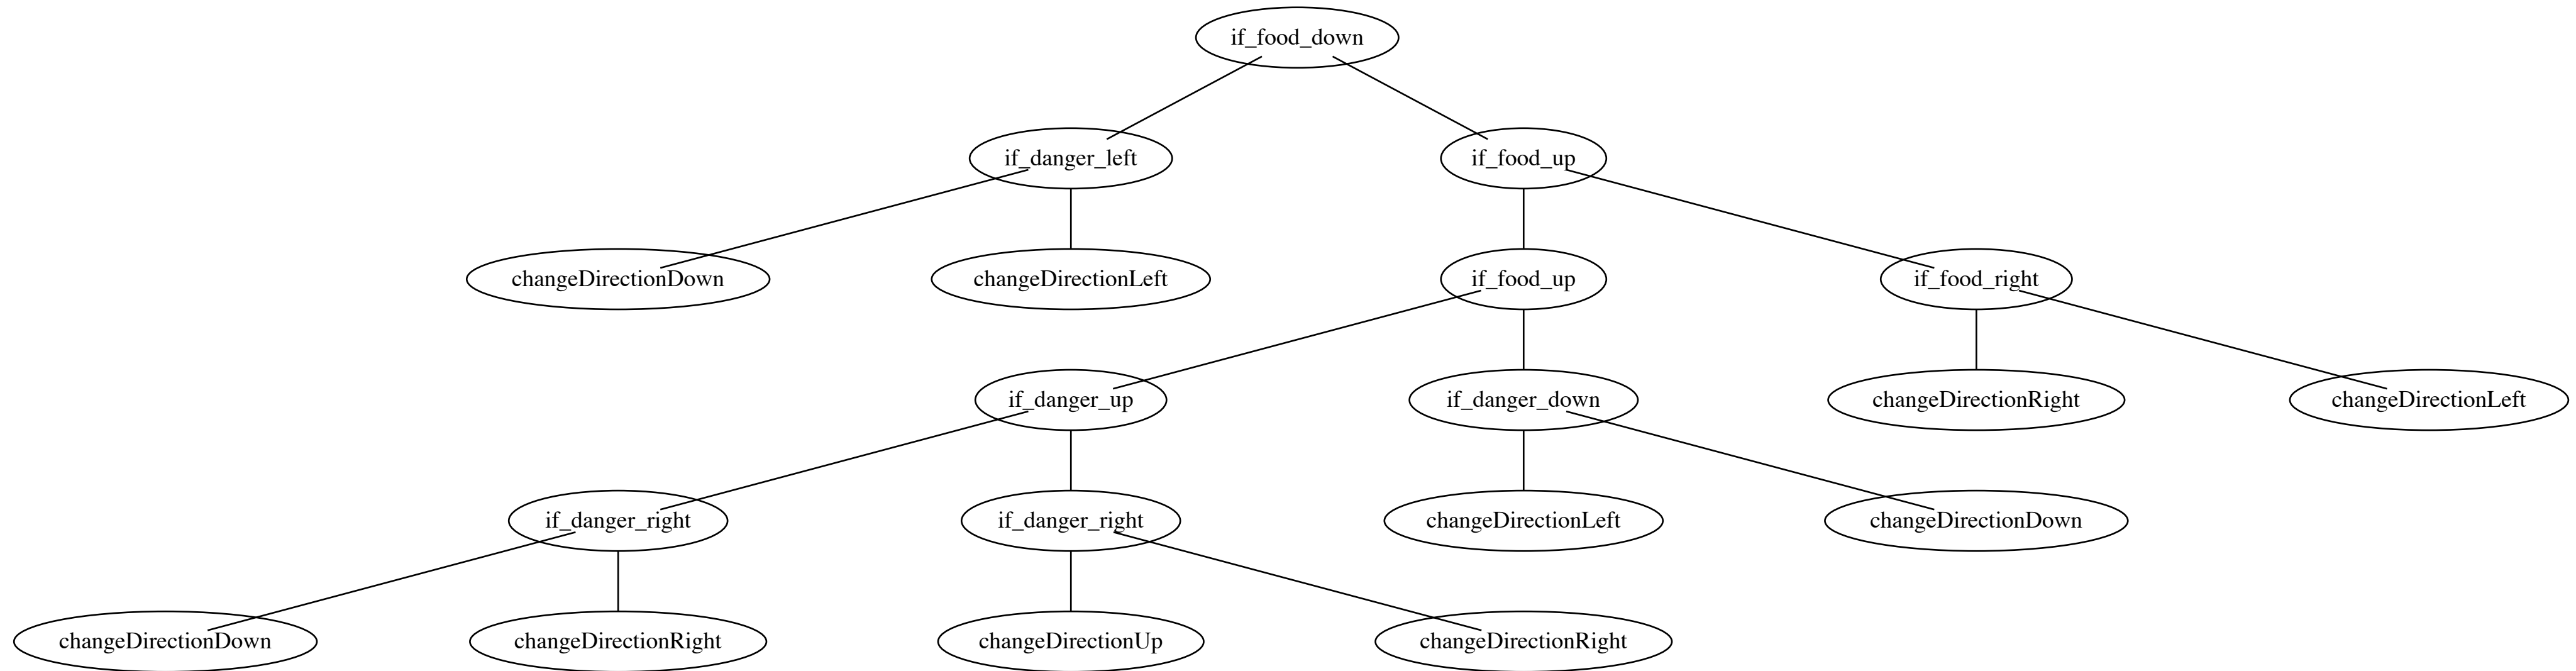 if_food_down
if_danger_left
if_food_up
changeDirectionDown
changeDirectionLeft
if_food_up
if_food_right
if_danger_up
if_danger_down
changeDirectionRight
changeDirectionLeft
if_danger_right
if_danger_right
changeDirectionLeft
changeDirectionDown
changeDirectionDown
changeDirectionRight
changeDirectionUp
changeDirectionRight